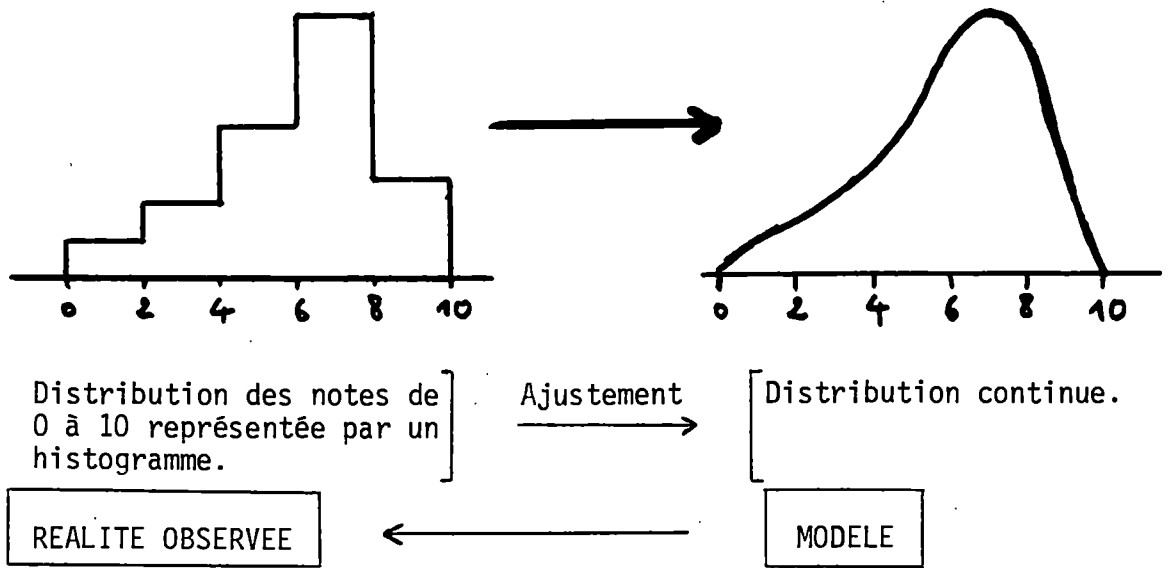 0 2 4 6 8 10
0 2 4 6 8 10
Distribution des notes de
0 à 10 représentée par un
histogramme.
Ajustement
Distribution continue.
REALITE OBSERVEE
MODELE